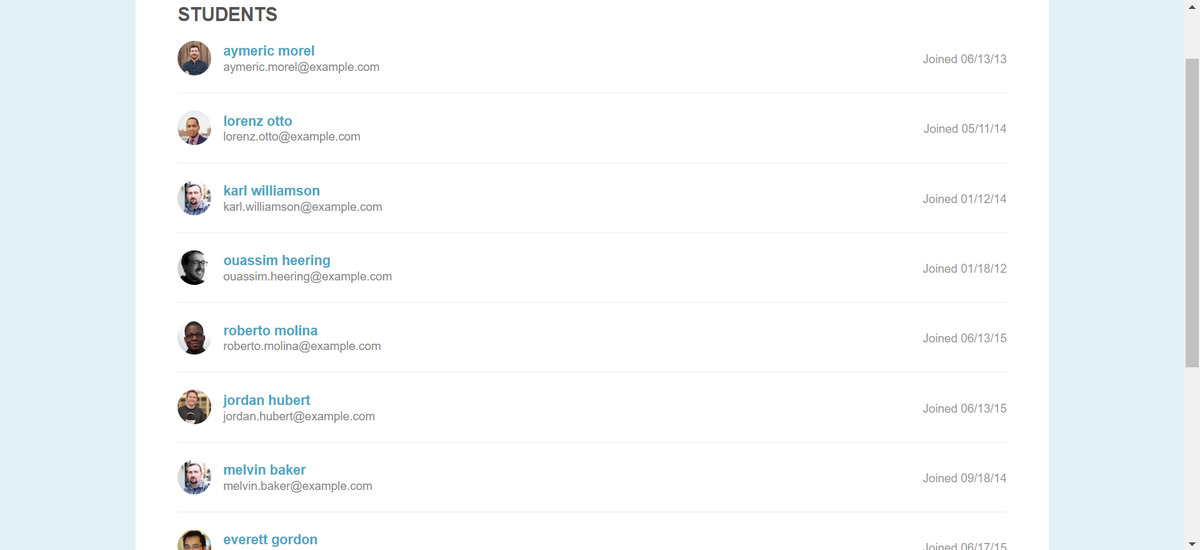 STUDENTS
aymeric morel
aymeric.morel@example.com
Joined 06/13/13
lorenz otto
lorenz.otto@example.com
Joined 05/11/14
karl williamson
karl.williamson@example.com
Joined 01/12/14
ouassim heering
ouassim.heering@example.com
Joined 01/18/12
roberto molina
roberto.molina@example.com
Joined 06/13/15
jordan hubert
jordan.hubert@example.com
Joined 06/13/15
melvin baker
melvin.baker@example.com
Joined 09/18/14
everett gordon
Joined 06/17/15